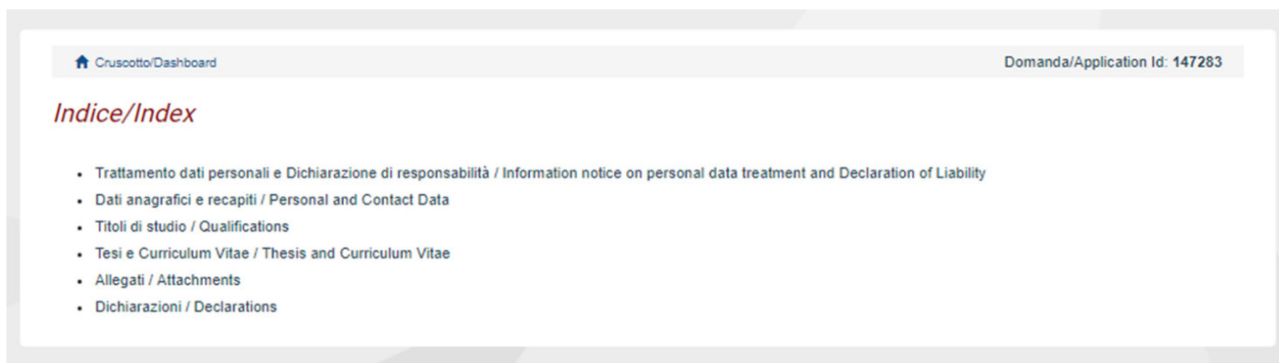 Cruscotto/Dashboard
Domanda/Application Id: 147283
Indice/Index
Trattamento dati personali e Dichiarazione di responsabilità / Information notice on personal data treatment and Declaration of Liability
Dati anagrafici e recapiti / Personal and Contact Data
Titoli di studio / Qualifications
Tesi e Curriculum Vitae / Thesis and Curriculum Vitae
Allegati / Attachments
Dichiarazioni / Declarations